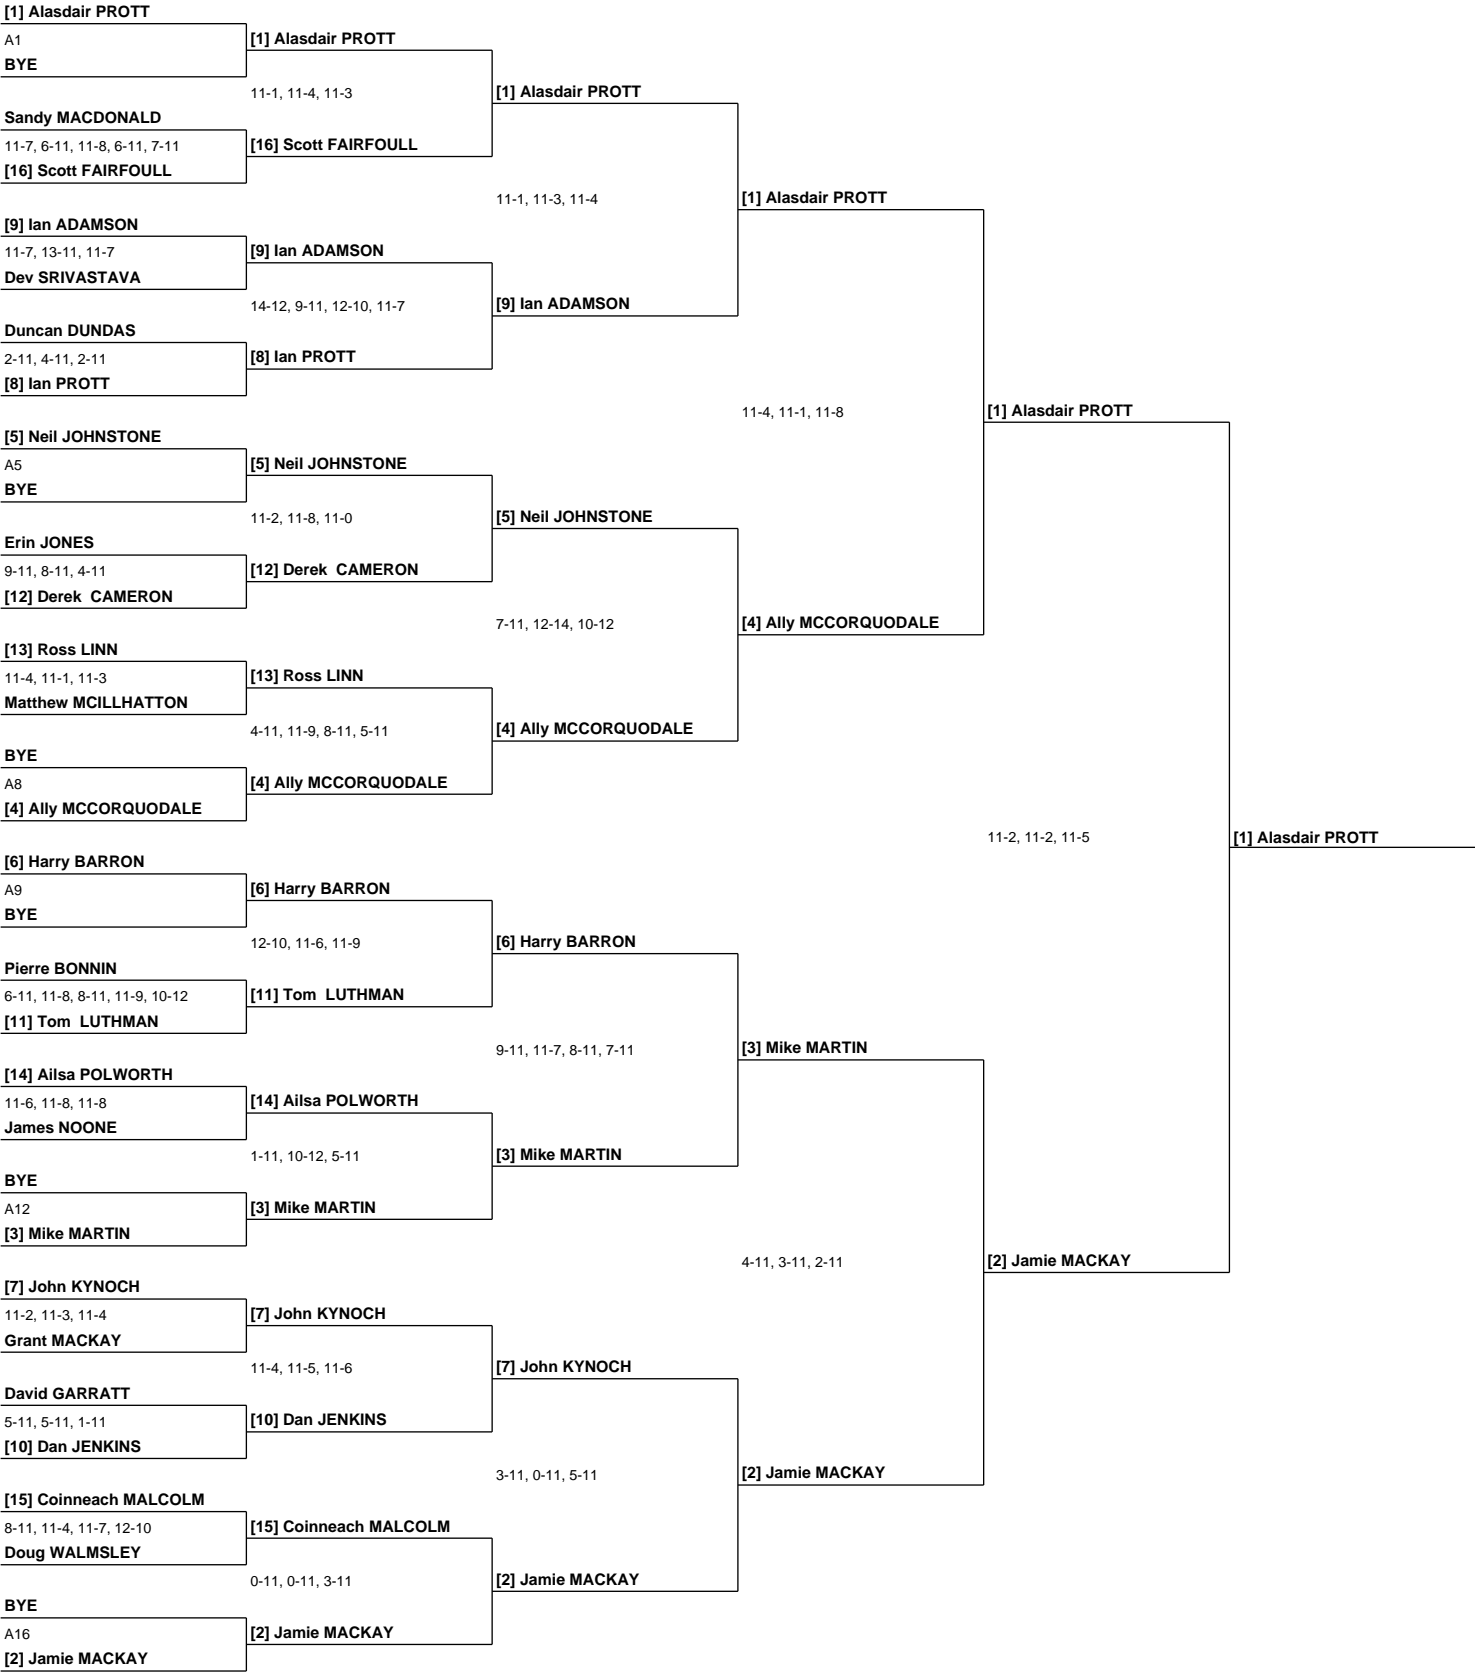 [1] Alasdair PROTT
A1
BYE
Sandy MACDONALD
11-7, 6-11, 11-8, 6-11, 7-11
[16] Scott FAIRFOULL
[9] Ian ADAMSON
11-7, 13-11, 11-7
Dev SRIVASTAVA
Duncan DUNDAS
2-11, 4-11, 2-11
[8] Ian PROTT
[5] Neil JOHNSTONE
A5
BYE
Erin JONES
9-11, 8-11, 4-11
[12] Derek  CAMERON
[13] Ross LINN
11-4, 11-1, 11-3
Matthew MCILLHATTON
BYE
A8
[4] Ally MCCORQUODALE
[6] Harry BARRON
A9
BYE
Pierre BONNIN
6-11, 11-8, 8-11, 11-9, 10-12
[11] Tom  LUTHMAN
[14] Ailsa POLWORTH
11-6, 11-8, 11-8
James NOONE
BYE
A12
[3] Mike MARTIN
[7] John KYNOCH
11-2, 11-3, 11-4
Grant MACKAY
David GARRATT
5-11, 5-11, 1-11
[10] Dan JENKINS
[15] Coinneach MALCOLM
8-11, 11-4, 11-7, 12-10
Doug WALMSLEY
BYE
A16
[2] Jamie MACKAY
[1] Alasdair PROTT
11-1, 11-4, 11-3
[16] Scott FAIRFOULL
[9] Ian ADAMSON
14-12, 9-11, 12-10, 11-7
[8] Ian PROTT
[5] Neil JOHNSTONE
11-2, 11-8, 11-0
[12] Derek  CAMERON
[13] Ross LINN
4-11, 11-9, 8-11, 5-11
[4] Ally MCCORQUODALE
[6] Harry BARRON
12-10, 11-6, 11-9
[11] Tom  LUTHMAN
[14] Ailsa POLWORTH
1-11, 10-12, 5-11
[3] Mike MARTIN
[7] John KYNOCH
11-4, 11-5, 11-6
[10] Dan JENKINS
[15] Coinneach MALCOLM
0-11, 0-11, 3-11
[2] Jamie MACKAY
[1] Alasdair PROTT
11-1, 11-3, 11-4
[9] Ian ADAMSON
[5] Neil JOHNSTONE
7-11, 12-14, 10-12
[4] Ally MCCORQUODALE
[6] Harry BARRON
9-11, 11-7, 8-11, 7-11
[3] Mike MARTIN
[7] John KYNOCH
3-11, 0-11, 5-11
[2] Jamie MACKAY
[1] Alasdair PROTT
11-4, 11-1, 11-8
[4] Ally MCCORQUODALE
[3] Mike MARTIN
4-11, 3-11, 2-11
[2] Jamie MACKAY
[1] Alasdair PROTT
11-2, 11-2, 11-5
[2] Jamie MACKAY
[1] Alasdair PROTT